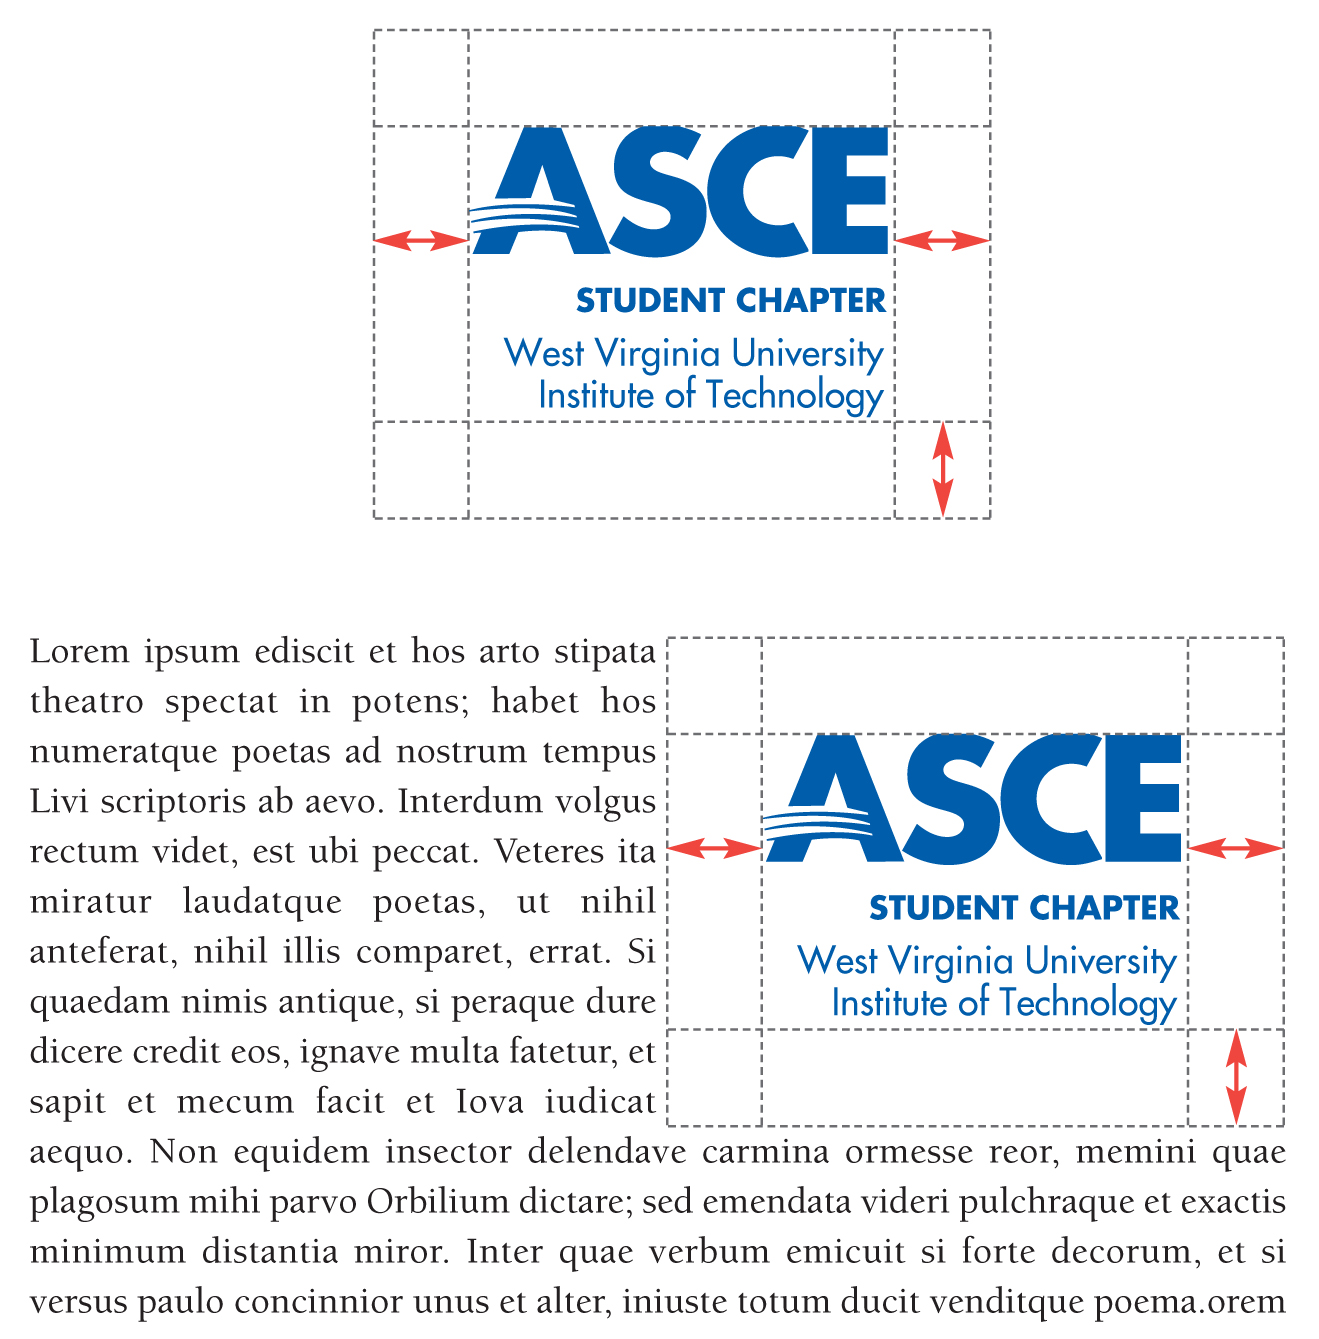 ASCE
STUDENT CHAPTER
West Virginia University
Institute of Technology
Lorem ipsum ediscit et hos arto stipata
theatro spectat in potens; habet hos
numeratque poetas ad nostrum tempus
Livi scriptoris ab aevo. Interdum volgus
rectum videt, est ubi peccat. Veteres ita
miratur laudatque poetas, ut nihil
anteferat, nihil illis comparet, errat. Si
quaedam nimis antique, si peraque dure
dicere credit eos, ignave multa fatetur, et
sapit et mecum facit et Iova iudicat
ASCE
STUDENT CHAPTER
West Virginia University
Institute of Technology
aequo. Non equidem insector delendave carmina ormesse reor, memini quae
plagosum mihi parvo Orbilium dictare; sed emendata videri pulchraque et exactis
minimum distantia miror. Inter quae verbum emicuit si forte decorum, et si
versus paulo concinnior unus et alter, iniuste totum ducit venditque poema.orem